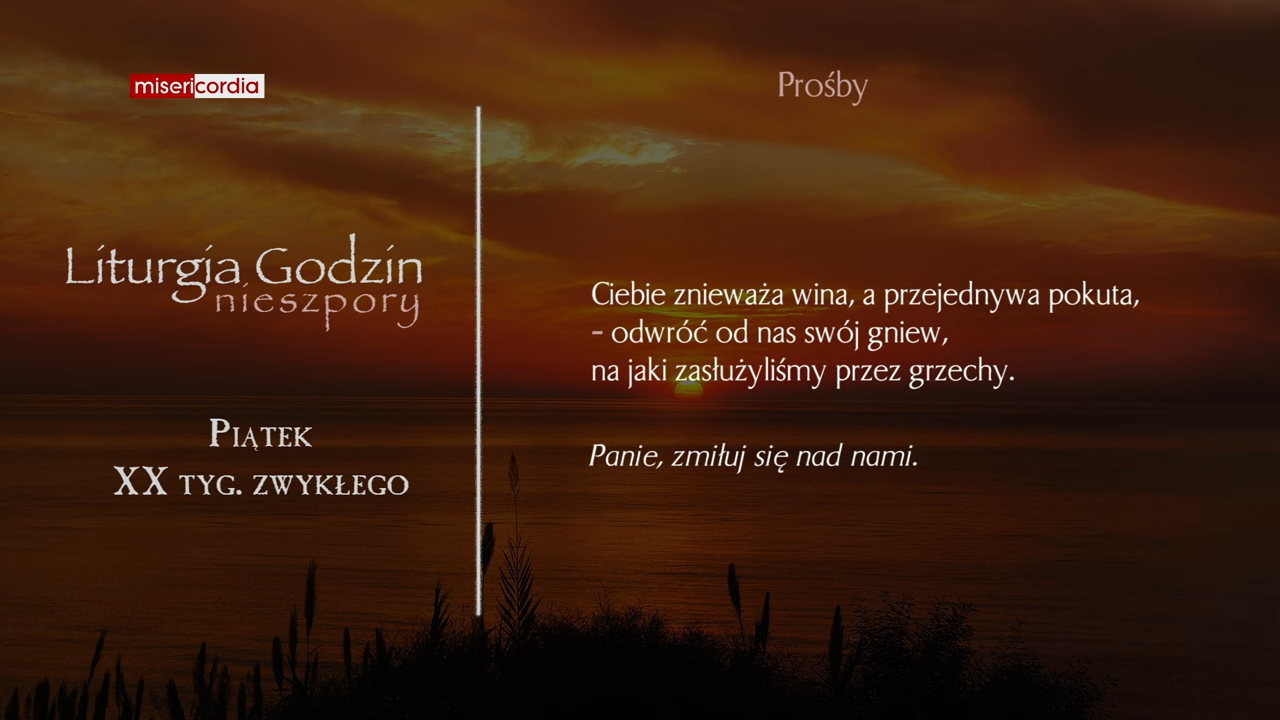 misericordia
Liturgia Godzin
nieszpory
Piątek
XX tyg. zwykłego
Prośby
Ciebie znieważa wina, a przejednywa pokuta,
- odwróć od nas swój gniew,
na jaki zasłużyliśmy przez grzechy.
Panie, zmiłuj się nad nami.